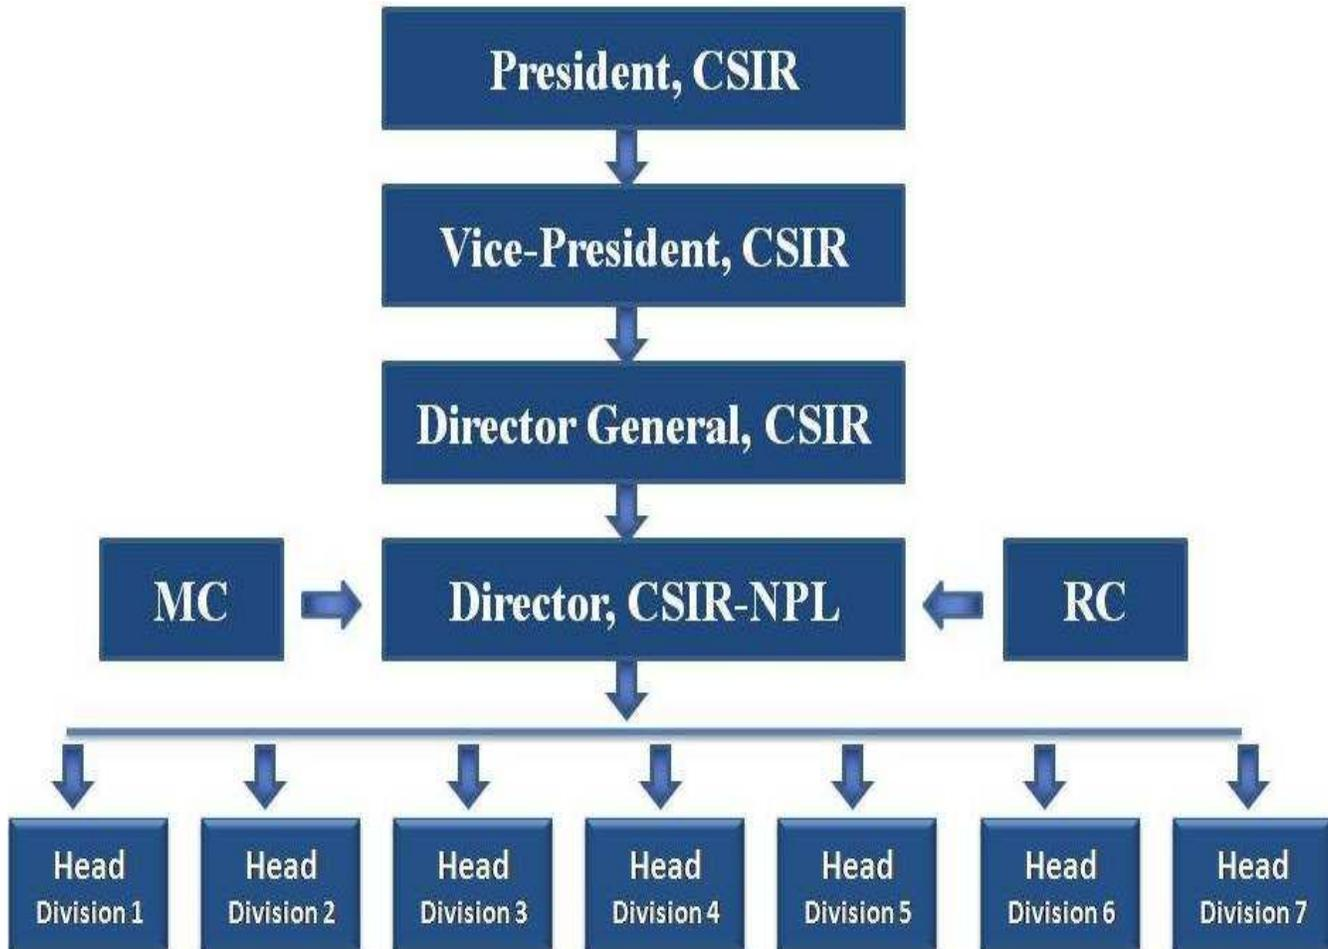 President, CSIR
Vice-President, CSIR
Director General, CSIR
MC
Director, CSIR-NPL
RC
Head
Division 1
Head
Division 2
Head
Division 3
Head
Division 4
Head
Division 5
Head
Division 6
Head
Division 7